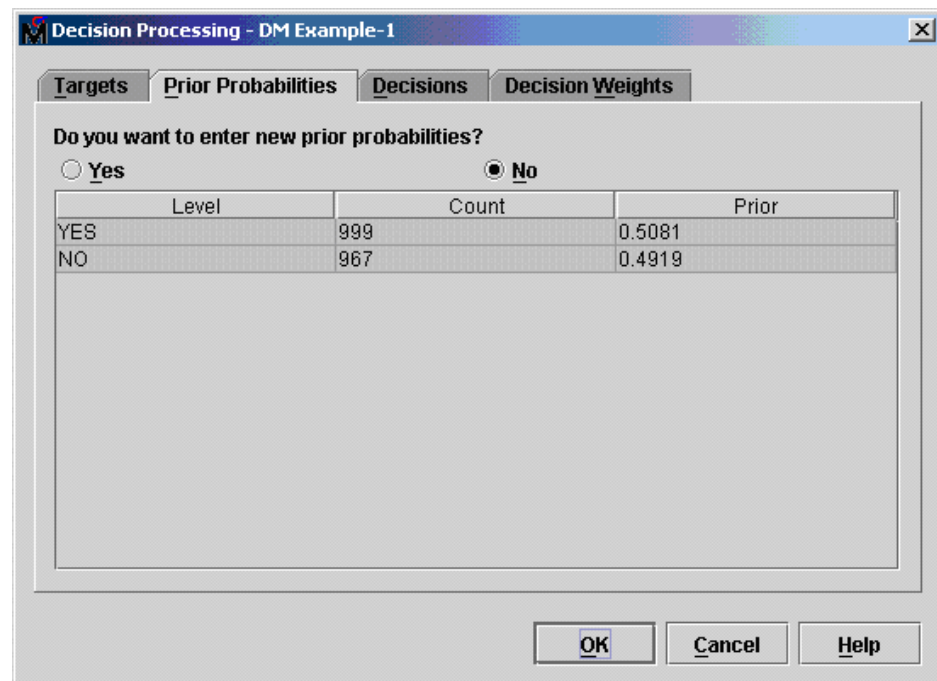 Decision Processing - DM Example-1
Targets Prior Probabilities Decisions Decision Weights
Do you want to enter new prior probabilities?
Yes No
Level Count Prior
YES 999 0.5081
NO 967 0.4919
OK Cancel Help